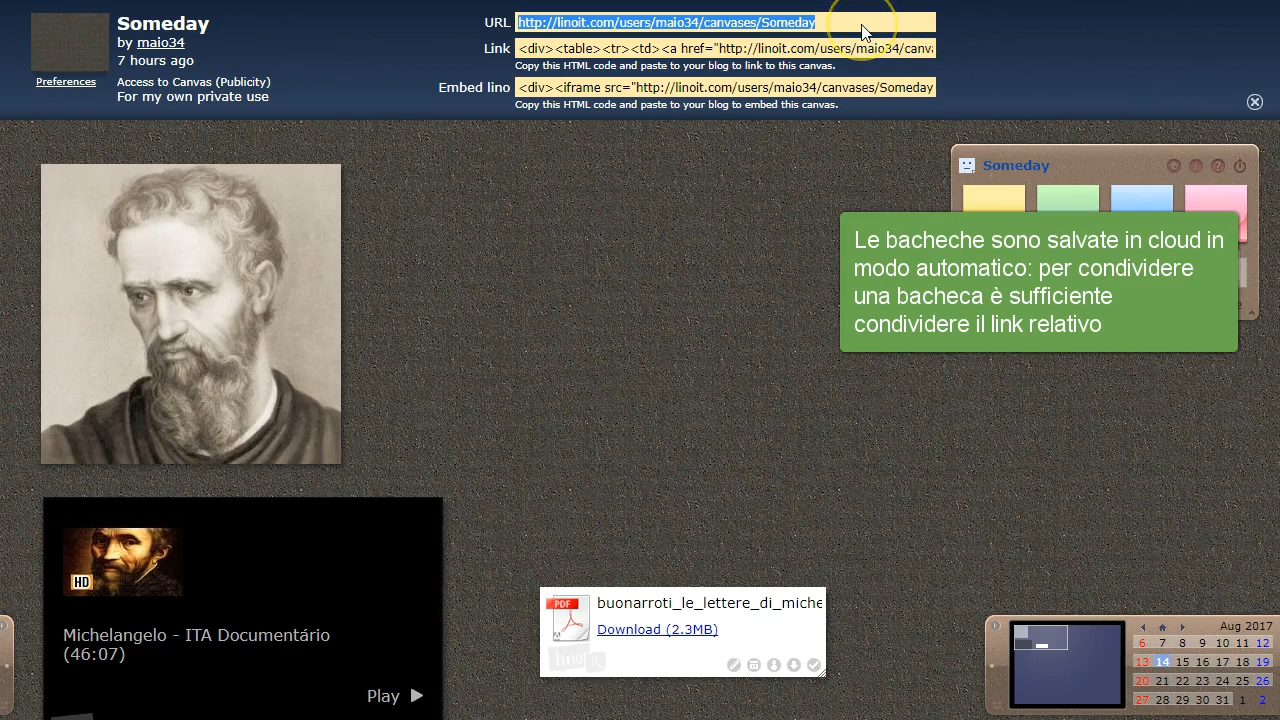 Someday
by maio34
7 hours ago
Preferences
Access to Canvas (Publicity)
For my own private use
URL http://linoit.com/users/maio34/canvases/Someday
Link <div><table><tr><td><a href="http://linoit.com/users/maio34/canva
Copy this HTML code and paste to your blog to link to this canvas.
Embed lino <div><iframe src="http://linoit.com/users/maio34/canvases/Someday
Copy this HTML code and paste to your blog to embed this canvas.
Someday
Le bacheche sono salvate in cloud in
modo automatico: per condividere
una bacheca è sufficiente
condividere il link relativo
HD
Michelangelo - ITA Documentário
(46:07)
Play
PDF
buonarroti_le_lettere_di_miche
Download (2.3MB)
lino it
Aug 2017
6 7 8 9 10 11 12
13 14 15 16 17 18 19
20 21 22 23 24 25 26
27 28 29 30 31 1 2